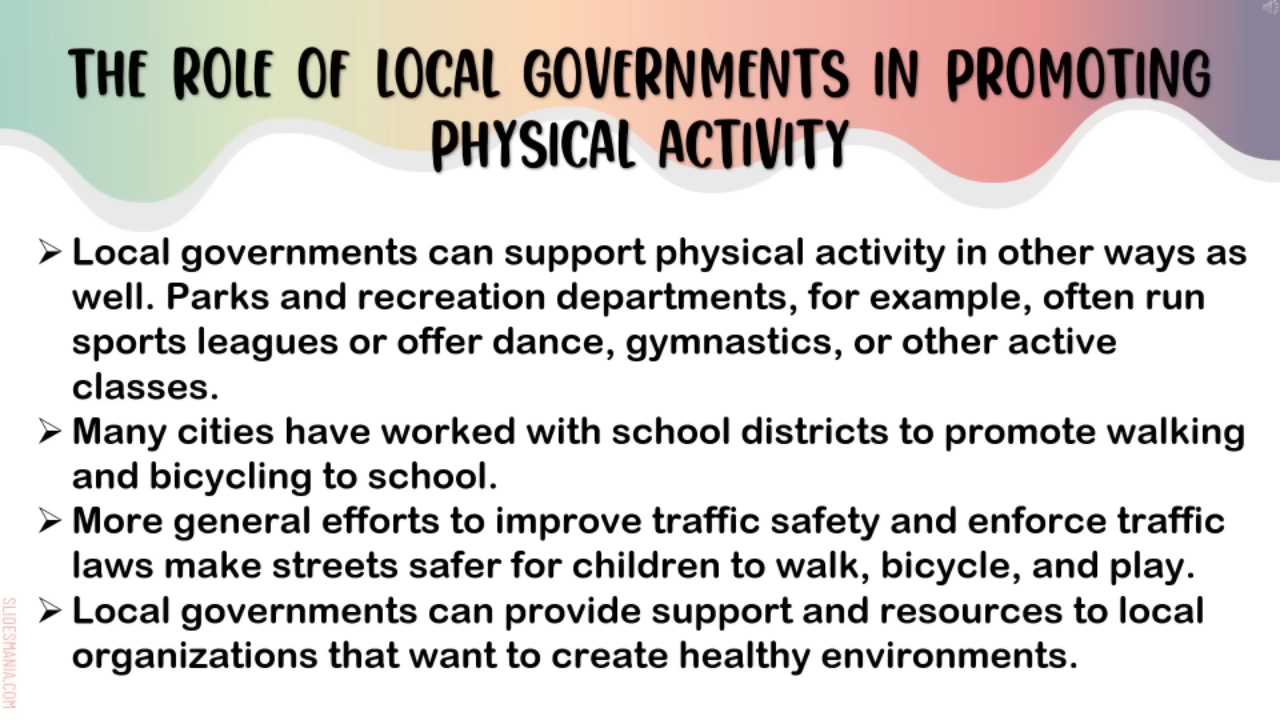 THE ROLE OF LOCAL GOVERNMENTS IN PROMOTING
PHYSICAL ACTIVITY
➢ Local governments can support physical activity in other ways as
well. Parks and recreation departments, for example, often run
sports leagues or offer dance, gymnastics, or other active
classes.
➢ Many cities have worked with school districts to promote walking
and bicycling to school.
➢ More general efforts to improve traffic safety and enforce traffic
laws make streets safer for children to walk, bicycle, and play.
➢ Local governments can provide support and resources to local
organizations that want to create healthy environments.
SLIDESMANIA.COM